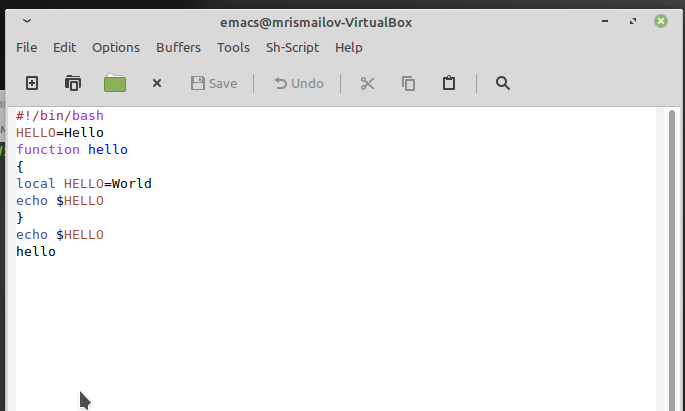 emacs@mrismailov-VirtualBox
File Edit Options Buffers Tools Sh-Script Help
Save Undo
#!/bin/bash
HELLO=Hello
function hello
{
local HELLO=World
echo $HELLO
}
echo $HELLO
hello